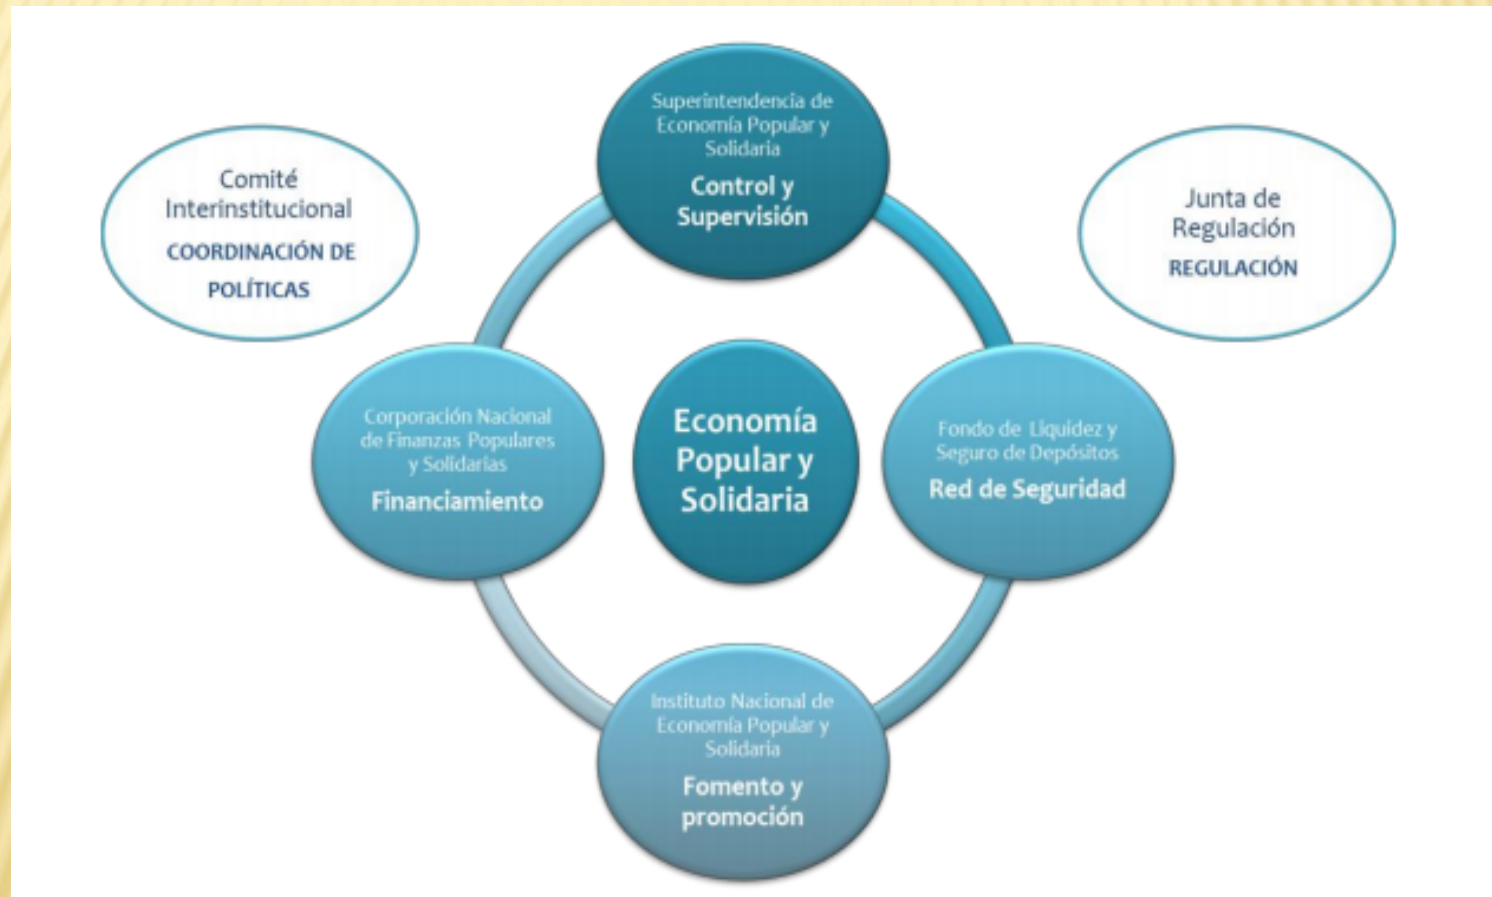 Superintendencia de
Economía Popular y
Solidaria
Control y
Supervisión
Comité
Interinstitucional
COORDINACIÓN DE
POLÍTICAS
Junta de
Regulación
REGULACIÓN
Corporación Nacional
de Finanzas Populares
y Solidarias
Financiamiento
Economía
Popular y
Solidaria
Fondo de Liquidez y
Seguro de Depósitos
Red de Seguridad
Instituto Nacional de
Economía Popular y
Solidaria
Fomento y
promoción